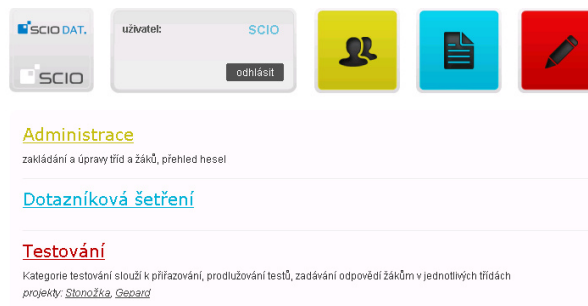 SCIO DAT.
SCIO
uživatel: SCIO
odhlásit
Administrace
zakládání a úpravy tříd a žáků, přehled hesel
Dotazníková šetření
Testování
Kategorie testování slouží k přiřazování, prodlužování testů, zadávání odpovědí žákům v jednotlivých třídách
projekty: Stonožka, Gepard